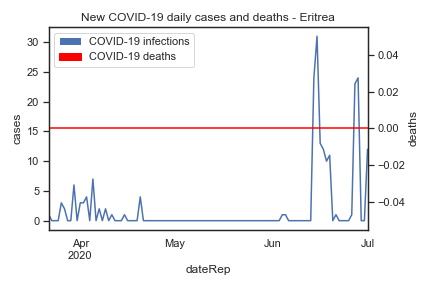 New COVID-19 daily cases and deaths - Eritrea
COVID-19 infections
COVID-19 deaths
30
25
20
15
10
5
0
cases
0.04
0.02
0.00
−0.02
−0.04
deaths
Apr
2020
May
Jun
Jul
dateRep